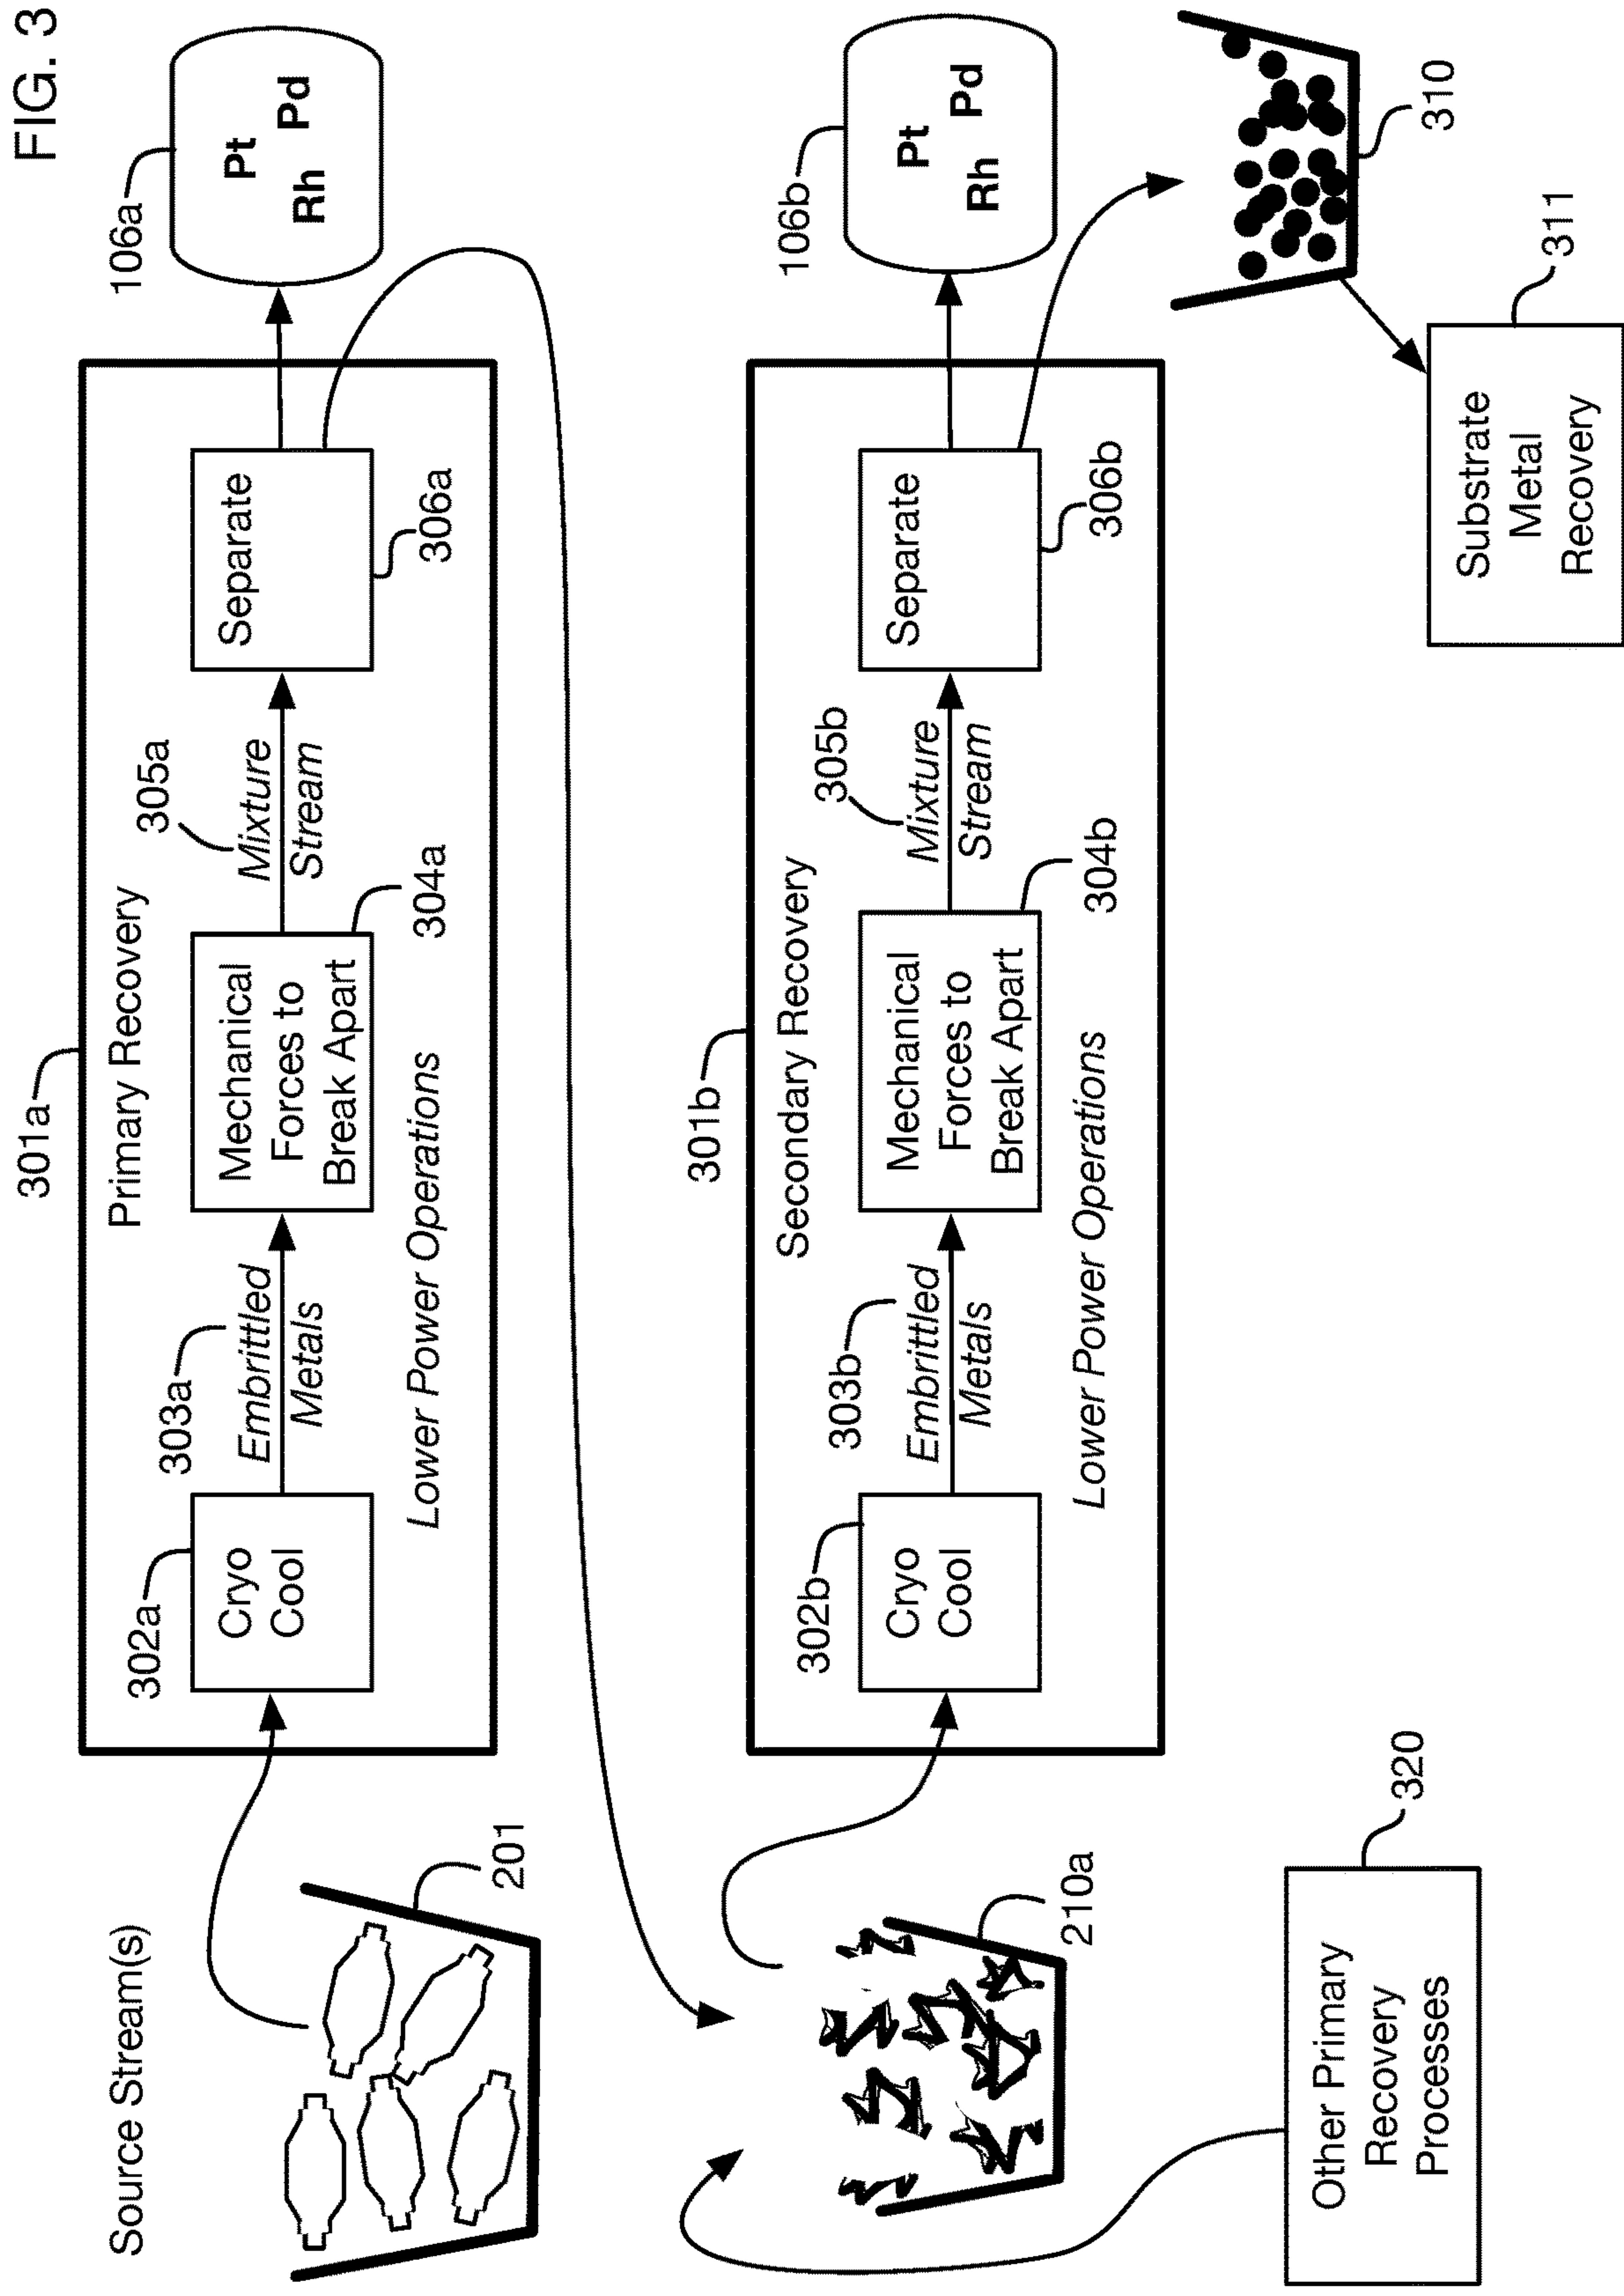 FIG. 3
Source Stream(s)
201
301a
Primary Recovery
302a
Cryo
Cool
303a
Embrittled
Metals
Mechanical
Forces to
Break Apart
304a
305a
Mixture
Stream
Separate
306a
Lower Power Operations
106a
Pt
Rh
Pd
210a
301b
Secondary Recovery
302b
Cryo
Cool
303b
Embrittled
Metals
Mechanical
Forces to
Break Apart
304b
305b
Mixture
Stream
Separate
306b
Lower Power Operations
106b
Pt
Rh
Pd
310
311
Substrate
Metal
Recovery
320
Other Primary
Recovery
Processes